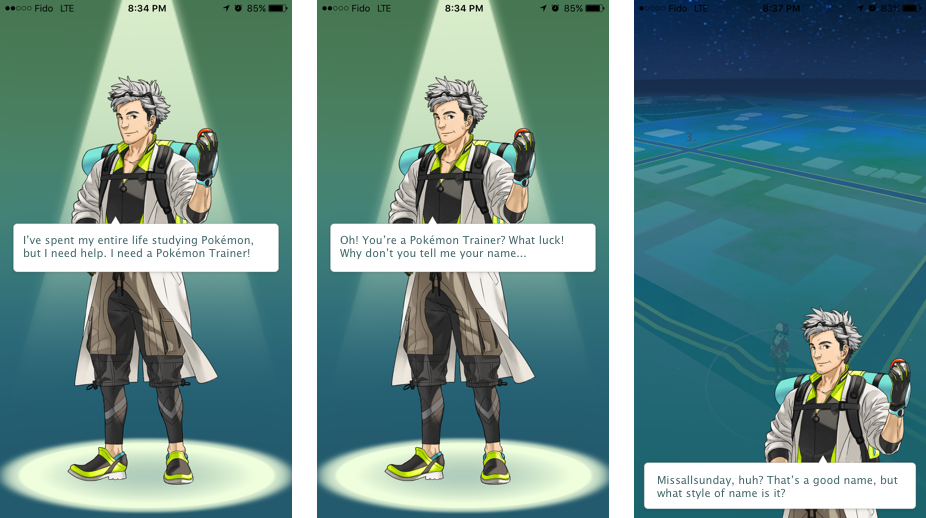 Fido LTE 8:34 PM 85%
I've spent my entire life studying Pokémon,
but I need help. I need a Pokémon Trainer!
Fido LTE 8:34 PM 85%
Oh! You're a Pokémon Trainer? What luck!
Why don't you tell me your name...
Fido LTE 8:37 PM 83%
Missallsunday, huh? That's a good name, but
what style of name is it?